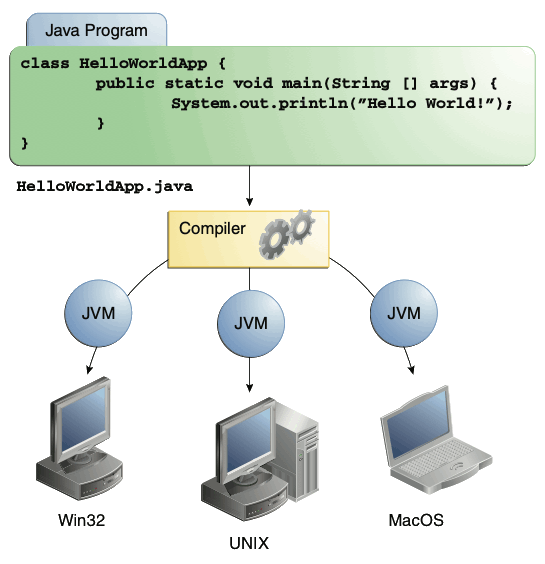 Java Program
class HelloWorldApp {
public static void main(String [] args) {
System.out.println(”Hello World!”);
}
}
HelloWorldApp.java
Compiler
JVM
JVM
JVM
Win32
UNIX
MacOS